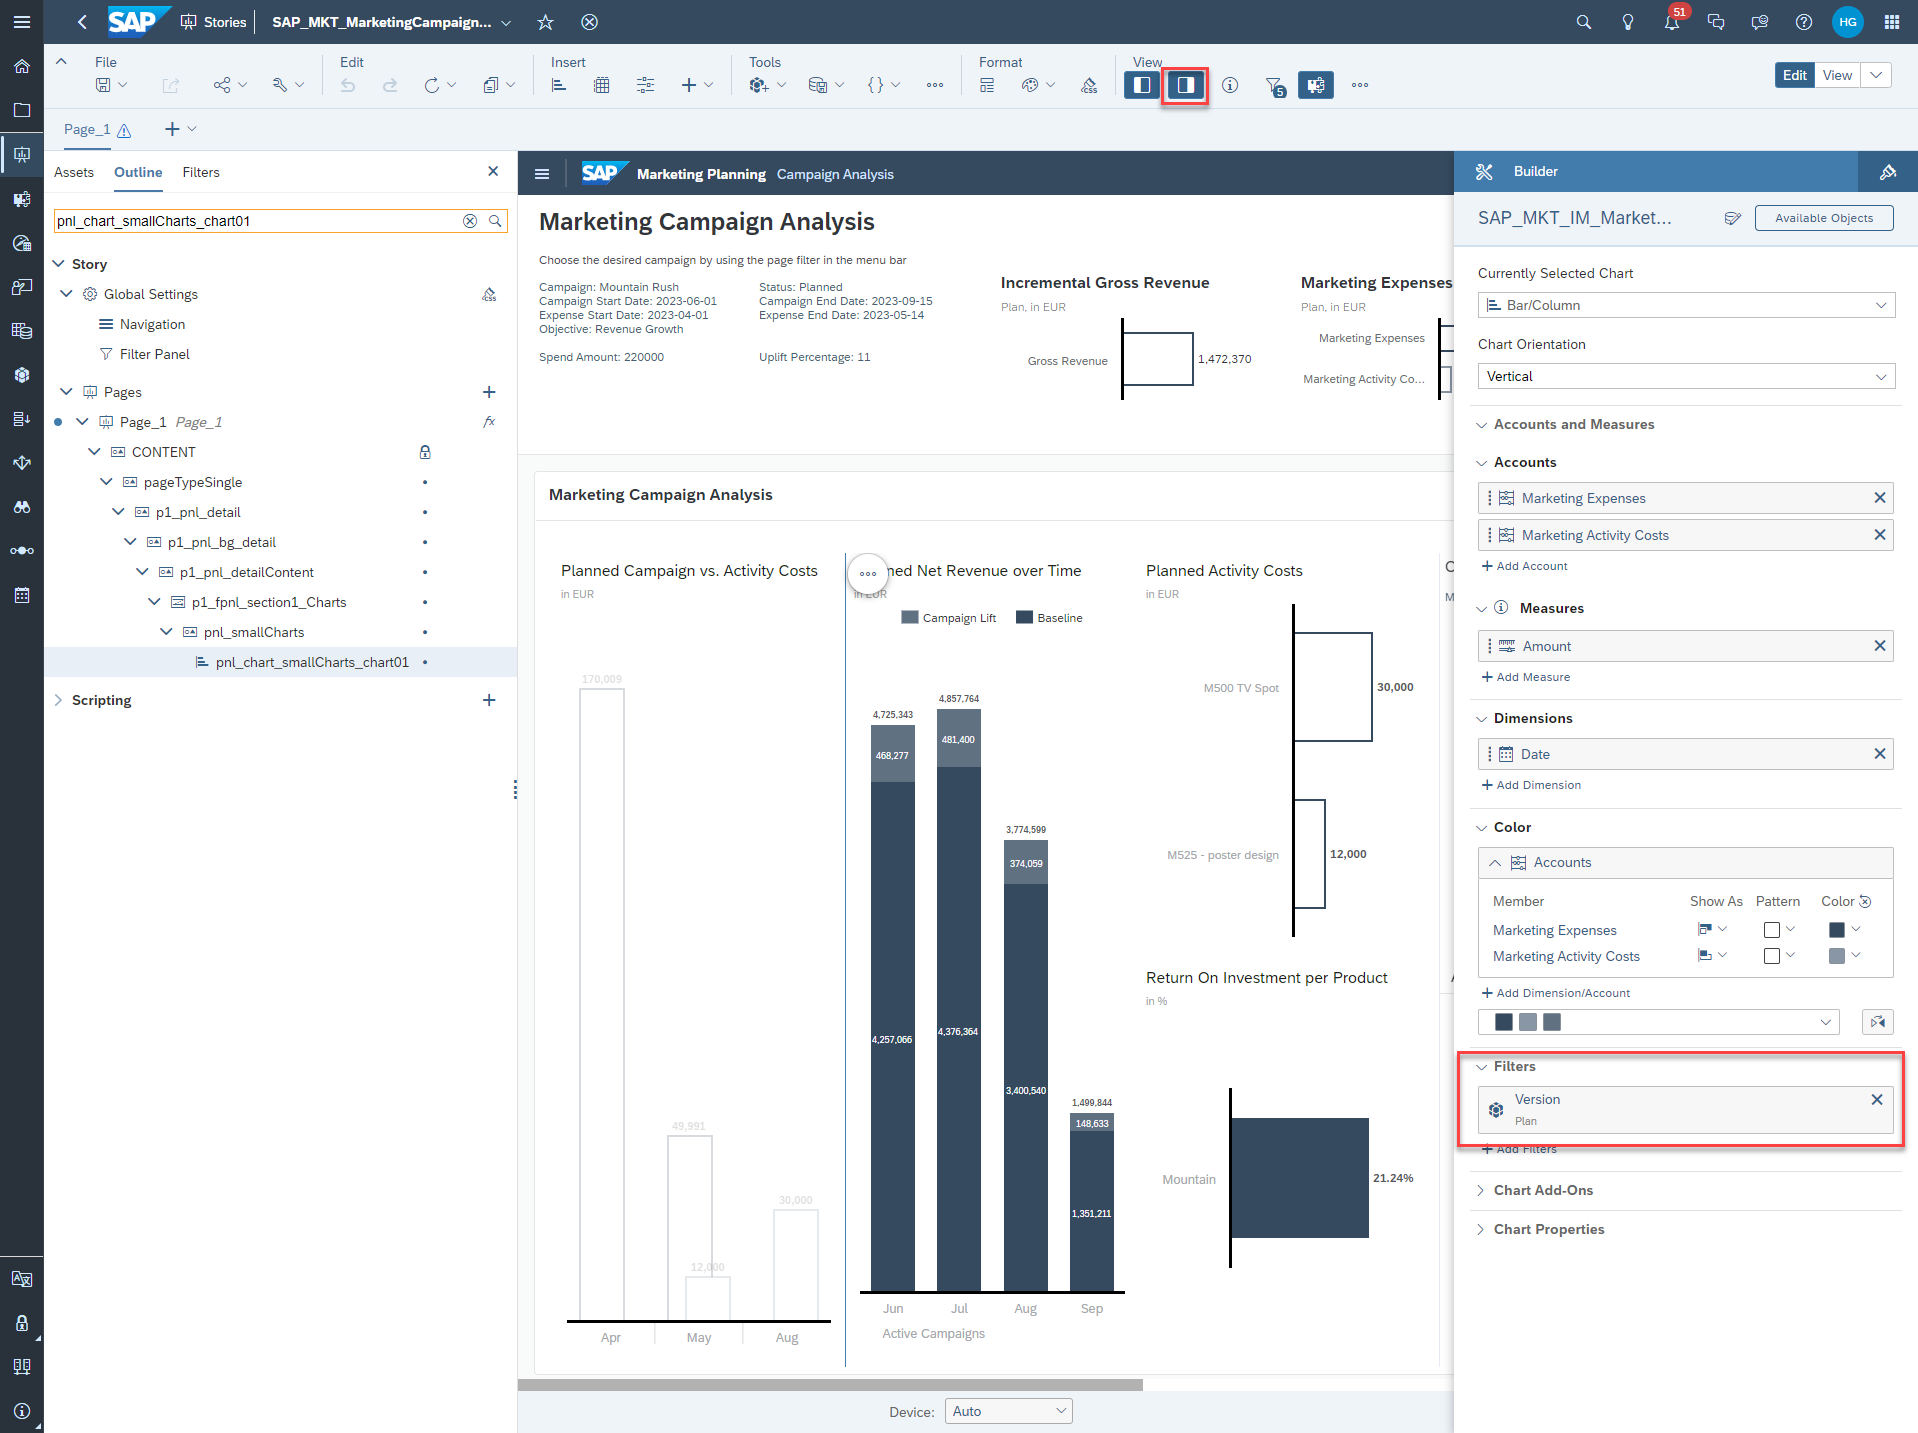 SAP Stories SAP_MKT_MarketingCampaign... 51 HG
File Edit Insert Tools Format View
CSS 5 Edit View
Page_1
Assets Outline Filters
pnl_chart_smallCharts_chart01
Story
Global Settings CSS
Navigation
Filter Panel
Pages
Page_1 Page_1 fx
CONTENT
pageTypeSingle
p1_pnl_detail
p1_pnl_bg_detail
p1_pnl_detailContent
p1_fpnl_section1_Charts
pnl_smallCharts
pnl_chart_smallCharts_chart01
Scripting
SAP Marketing Planning Campaign Analysis
Marketing Campaign Analysis
Choose the desired campaign by using the page filter in the menu bar
Campaign: Mountain Rush
Campaign Start Date: 2023-06-01
Expense Start Date: 2023-04-01
Objective: Revenue Growth
Spend Amount: 220000
Status: Planned
Campaign End Date: 2023-09-15
Expense End Date: 2023-05-14
Uplift Percentage: 11
Incremental Gross Revenue
Plan, in EUR
Gross Revenue 1,472,370
Marketing Expenses
Plan, in EUR
Marketing Expenses
Marketing Activity Co...
Marketing Campaign Analysis
Planned Campaign vs. Activity Costs
in EUR
170,009
49,991
12,000
30,000
Apr May Aug
ned Net Revenue over Time
in EUR
Campaign Lift Baseline
4,725,343
468,277
4,257,066
4,857,764
481,400
4,376,364
3,774,599
374,059
3,400,540
1,499,844
148,633
1,351,211
Jun Jul Aug Sep
Active Campaigns
Planned Activity Costs
in EUR
M500 TV Spot 30,000
M525 - poster design 12,000
Return On Investment per Product
in %
Mountain 21.24%
Device: Auto
Builder
SAP_MKT_IM_Market... Available Objects
Currently Selected Chart
Bar/Column
Chart Orientation
Vertical
Accounts and Measures
Accounts
Marketing Expenses
Marketing Activity Costs
+ Add Account
Measures
Amount
+ Add Measure
Dimensions
Date
+ Add Dimension
Color
Accounts
Member Show As Pattern Color
Marketing Expenses
Marketing Activity Costs
+ Add Dimension/Account
Filters
Version
Plan
+ Add Filters
Chart Add-Ons
Chart Properties